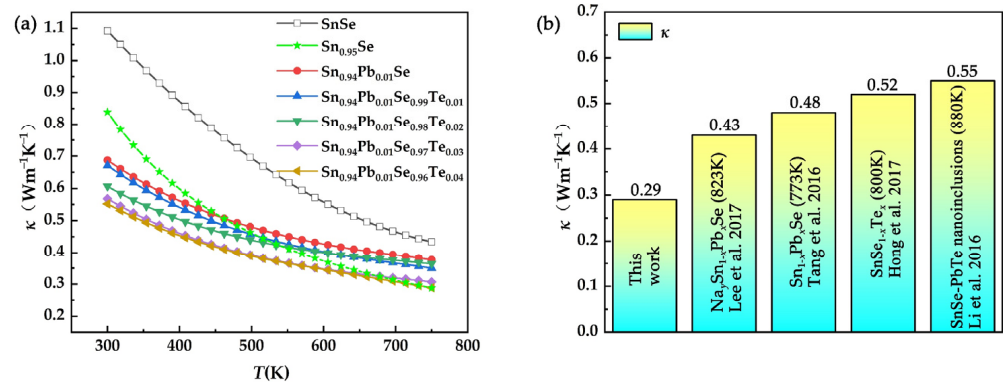 (a)
SnSe
Sn₀.₉₅Se
Sn₀.₉₄Pb₀.₀₁Se
Sn₀.₉₄Pb₀.₀₁Se₀.₉₉Te₀.₀₁
Sn₀.₉₄Pb₀.₀₁Se₀.₉₈Te₀.₀₂
Sn₀.₉₄Pb₀.₀₁Se₀.₉₇Te₀.₀₃
Sn₀.₉₄Pb₀.₀₁Se₀.₉₆Te₀.₀₄
κ (Wm⁻¹K⁻¹)
1.1
1.0
0.9
0.8
0.7
0.6
0.5
0.4
0.3
0.2
300 400 500 600 700 800
T(K)
(b)
κ
κ (Wm⁻¹K⁻¹)
0.7
0.6
0.5
0.4
0.3
0.2
0.1
0.0
0.29
0.43
0.48
0.52
0.55
This
work
NaᵧSn₁₋ₓPbₓSe (823K)
Lee et al. 2017
Sn₁₋ₓPbₓSe (773K)
Tang et al. 2016
SnSe₁₋ₓTeₓ (800K)
Hong et al. 2017
SnSe-PbTe nanoinclusions (880K)
Li et al. 2016